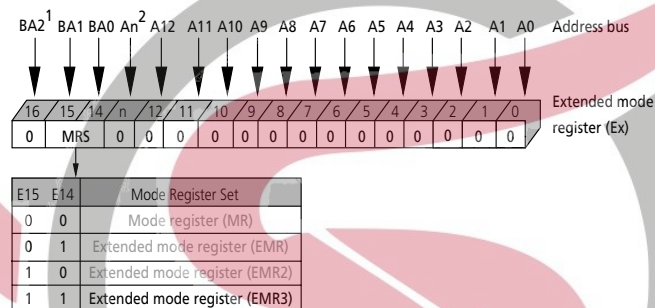 BA2¹ BA1 BA0 An² A12 A11 A10 A9 A8 A7 A6 A5 A4 A3 A2 A1 A0 Address bus
16 15 14 n 12 11 10 9 8 7 6 5 4 3 2 1 0
Extended mode
register (Ex)
0 MRS 0 0 0 0 0 0 0 0 0 0 0 0 0 0
E15 E14 Mode Register Set
0 0 Mode register (MR)
0 1 Extended mode register (EMR)
1 0 Extended mode register (EMR2)
1 1 Extended mode register (EMR3)